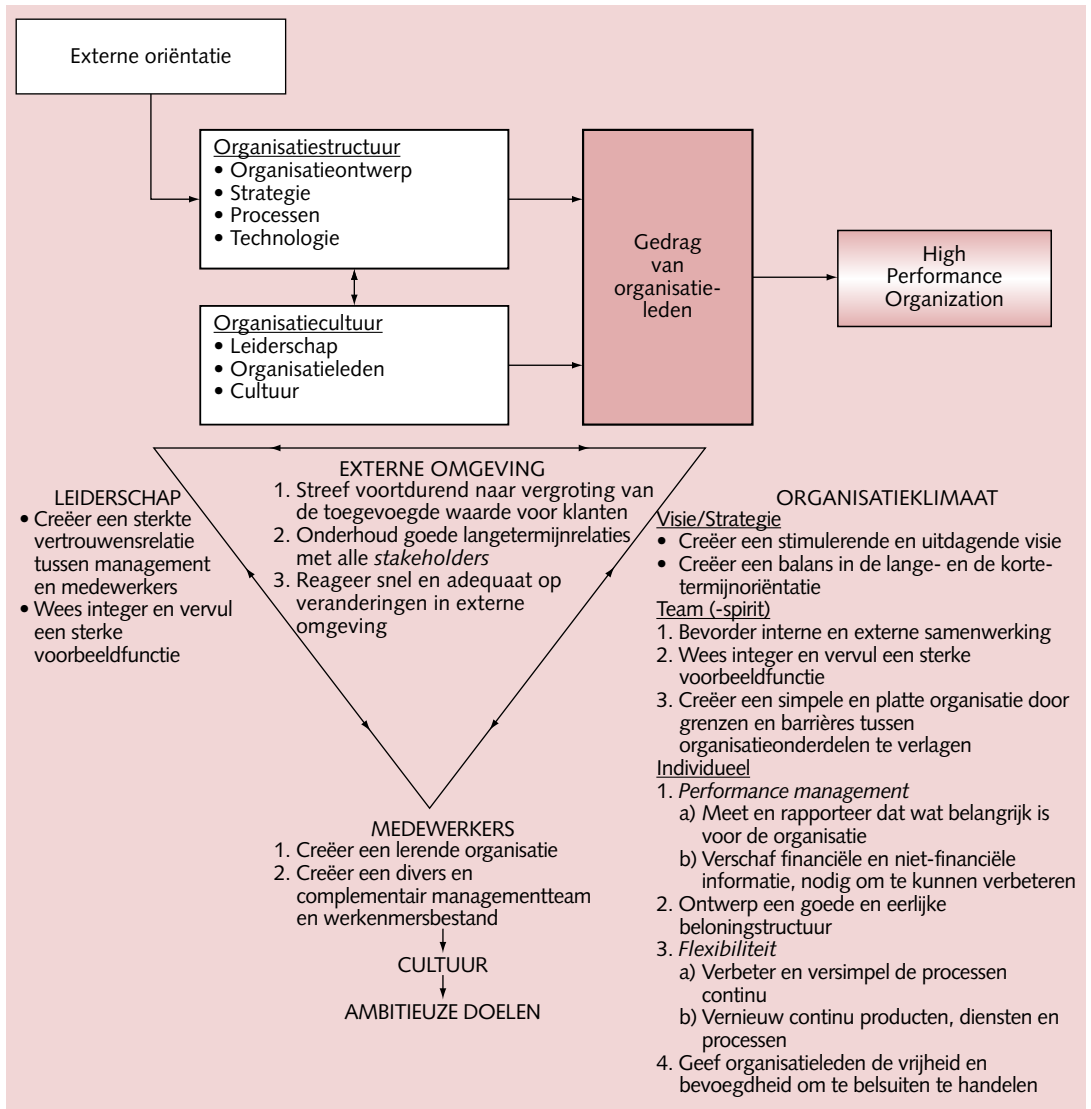 Externe oriëntatie
Organisatiestructuur
• Organisatieontwerp
• Strategie
• Processen
• Technologie
Organisatiecultuur
• Leiderschap
• Organisatieleden
• Cultuur
Gedrag
van
organisatie-
leden
High
Performance
Organization
LEIDERSCHAP
• Creëer een sterkte
vertrouwensrelatie
tussen management
en medewerkers
• Wees integer en vervul
een sterke
voorbeeldfunctie
EXTERNE OMGEVING
1. Streef voortdurend naar vergroting van
de toegevoegde waarde voor klanten
2. Onderhoud goede langetermijnrelaties
met alle stakeholders
3. Reageer snel en adequaat op
veranderingen in externe
omgeving
MEDEWERKERS
1. Creëer een lerende organisatie
2. Creëer een divers en
complementair managementteam
en werkenmersbestand
CULTUUR
AMBITIEUZE DOELEN
ORGANISATIEKLIMAAT
Visie/Strategie
• Creëer een stimulerende en uitdagende visie
• Creëer een balans in de lange- en de korte-
termijnoriëntatie
Team (-spirit)
1. Bevorder interne en externe samenwerking
2. Wees integer en vervul een sterke
voorbeeldfunctie
3. Creëer een simpele en platte organisatie door
grenzen en barrières tussen
organisatieonderdelen te verlagen
Individueel
1. Performance management
a) Meet en rapporteer dat wat belangrijk is
voor de organisatie
b) Verschaf financiële en niet-financiële
informatie, nodig om te kunnen verbeteren
2. Ontwerp een goede en eerlijke
beloningstructuur
3. Flexibiliteit
a) Verbeter en versimpel de processen
continu
b) Vernieuw continu producten, diensten en
processen
4. Geef organisatieleden de vrijheid en
bevoegdheid om te belsuiten te handelen